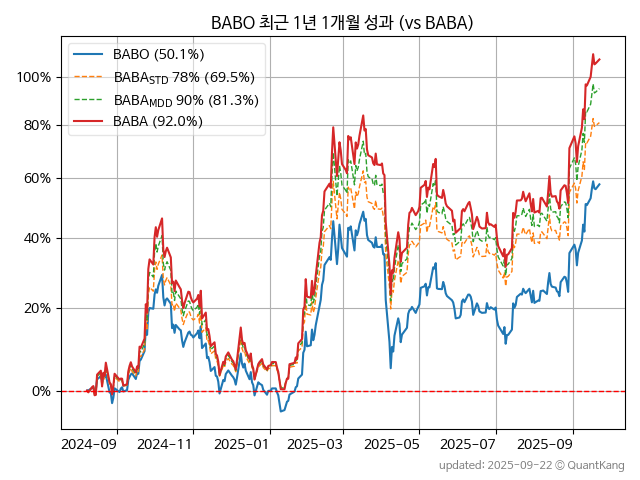 BABO 최근 1년 1개월 성과 (vs BABA)
BABO (50.1%)
BABA_STD 78% (69.5%)
BABA_MDD 90% (81.3%)
BABA (92.0%)
100%
80%
60%
40%
20%
0%
2024-09 2024-11 2025-01 2025-03 2025-05 2025-07 2025-09
updated: 2025-09-22 © QuantKang